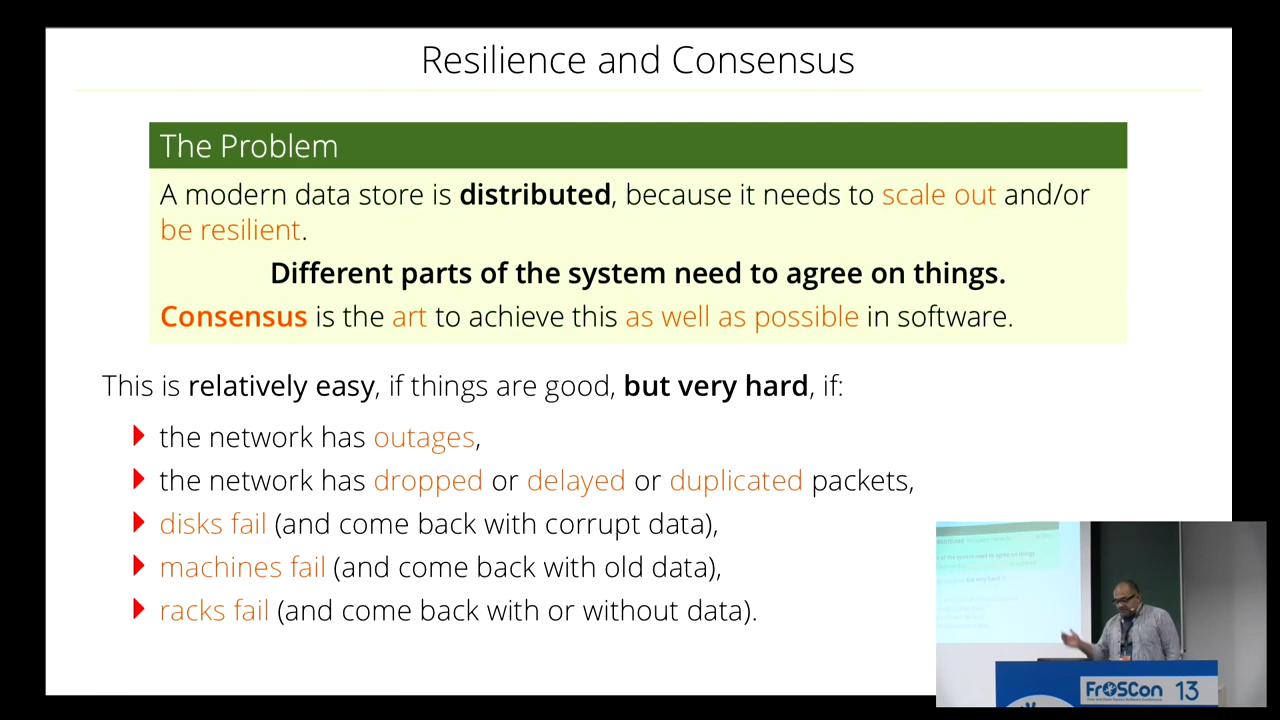 Resilience and Consensus
The Problem
A modern data store is distributed, because it needs to scale out and/or
be resilient.
Different parts of the system need to agree on things.
Consensus is the art to achieve this as well as possible in software.
This is relatively easy, if things are good, but very hard, if:
the network has outages,
the network has dropped or delayed or duplicated packets,
disks fail (and come back with corrupt data),
machines fail (and come back with old data),
racks fail (and come back with or without data).
FrOSCon 13